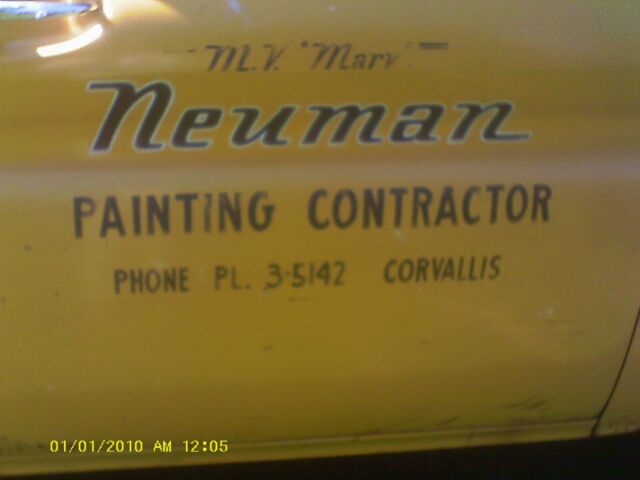 M.V. "Marv"
Neuman
PAINTING CONTRACTOR
PHONE PL. 3-5142 CORVALLIS
01/01/2010 AM 12:05